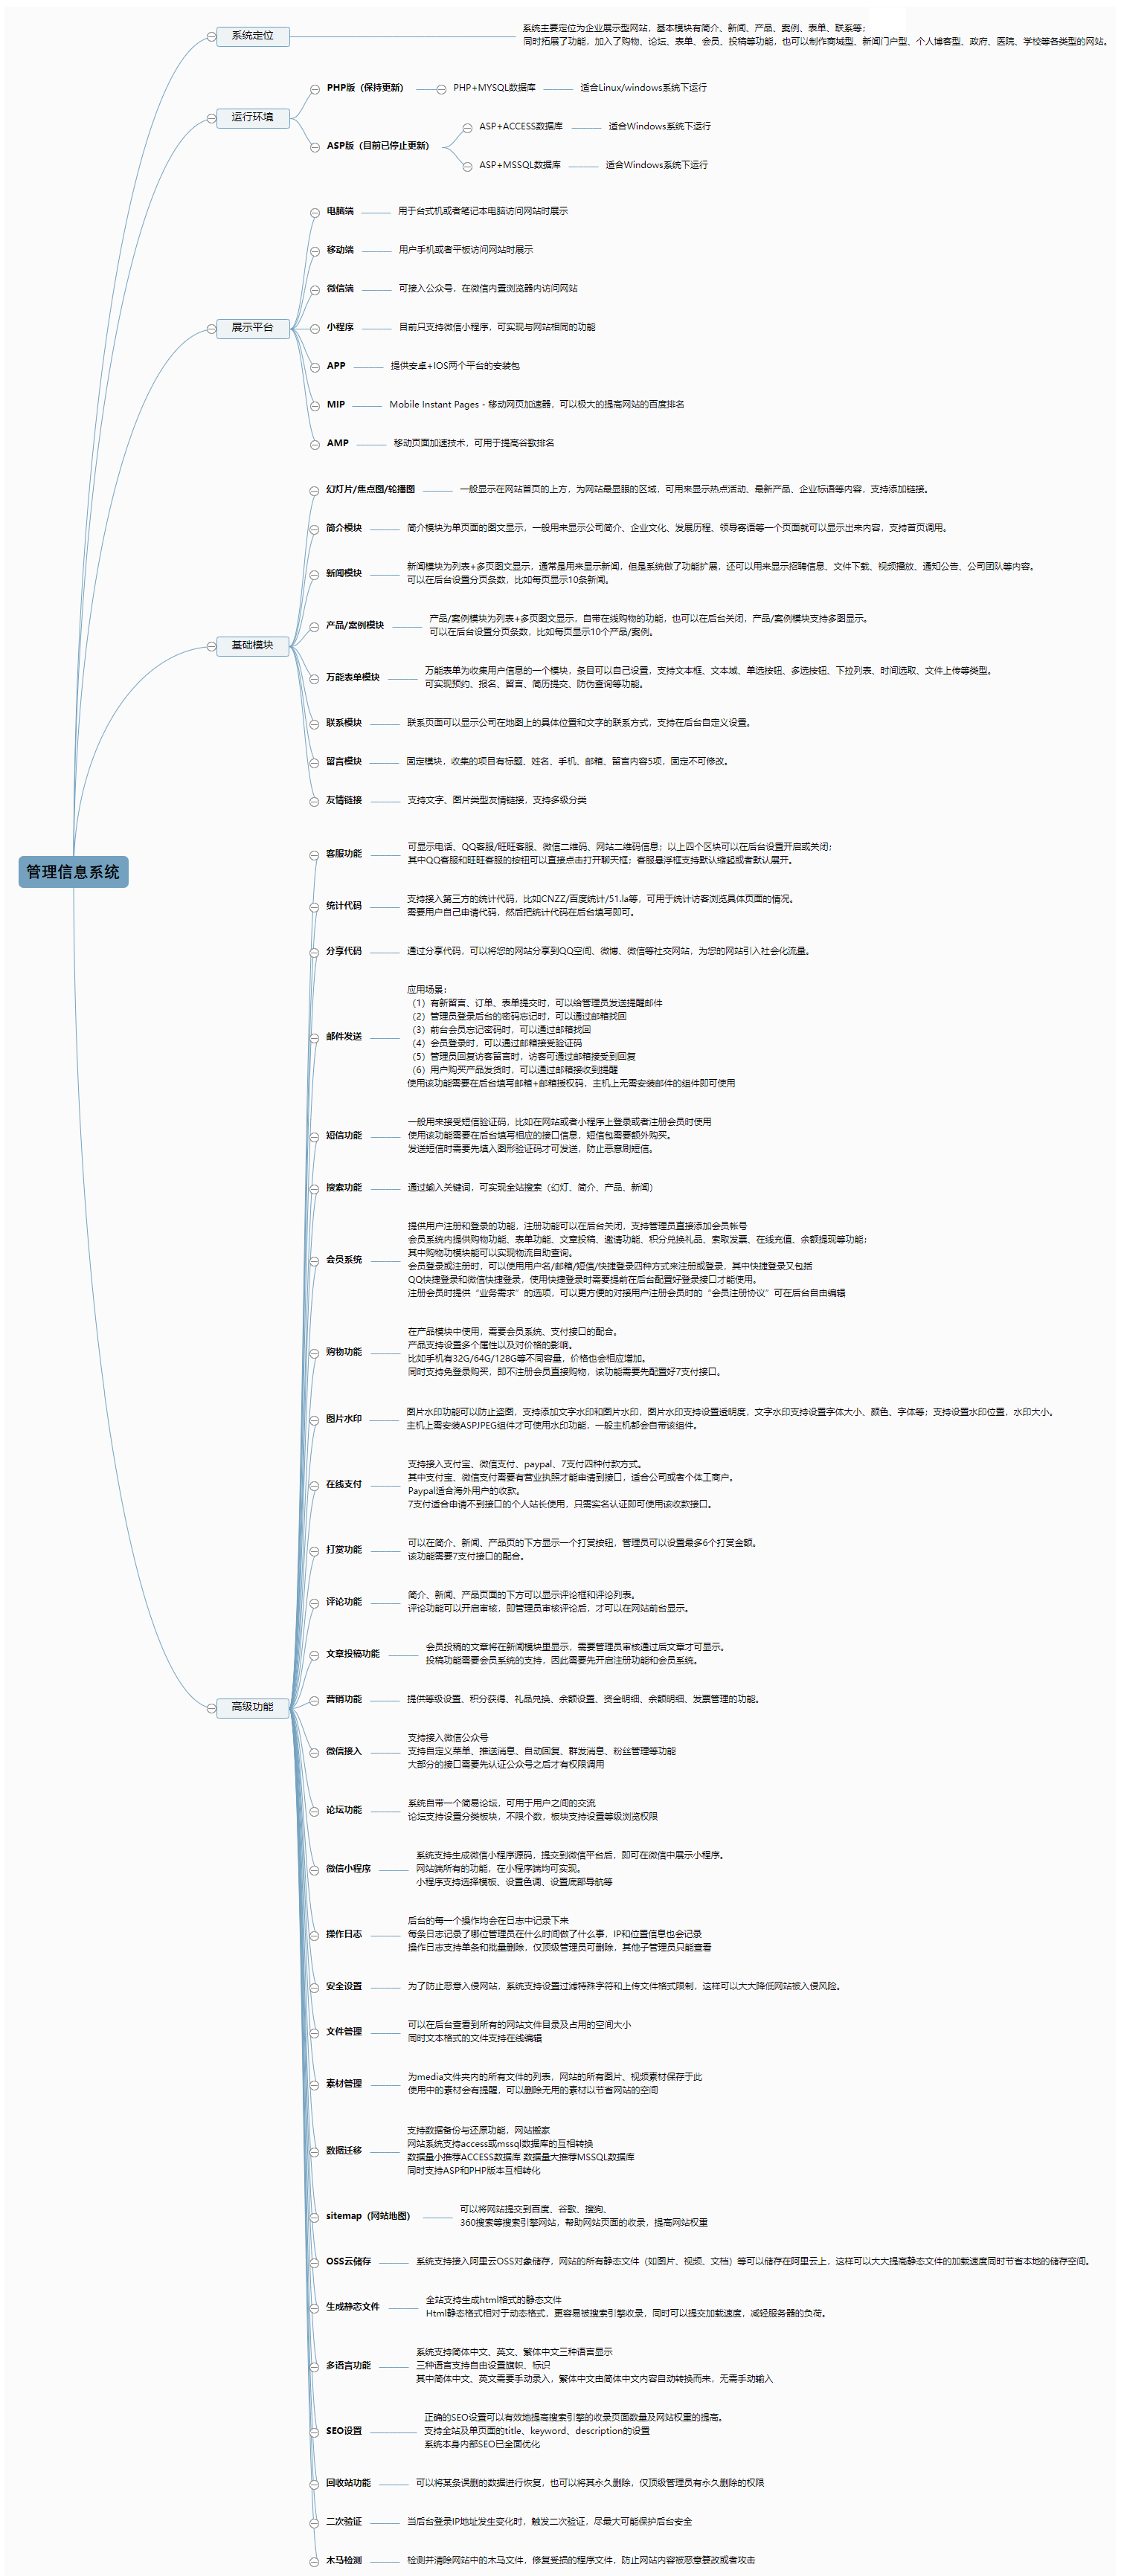 管理信息系统
系统定位
系统主要定位为企业展示型网站，基本模块有简介、新闻、产品、案例、表单、联系等；
同时拓展了功能，加入了购物、论坛、表单、会员、投稿等功能，也可以制作商城型、新闻门户型、个人博客型、政府、医院、学校等各类型的网站。
运行环境
PHP版（保持更新）
PHP+MYSQL数据库
适合Linux/windows系统下运行
ASP版（目前已停止更新）
ASP+ACCESS数据库
适合Windows系统下运行
ASP+MSSQL数据库
适合Windows系统下运行
展示平台
电脑端
用于台式机或者笔记本电脑访问网站时展示
移动端
用户手机或者平板访问网站时展示
微信端
可接入公众号，在微信内置浏览器内访问网站
小程序
目前只支持微信小程序，可实现与网站相同的功能
APP
提供安卓+IOS两个平台的安装包
MIP
Mobile Instant Pages - 移动网页加速器，可以极大的提高网站的百度排名
AMP
移动页面加速技术，可用于提高谷歌排名
基础模块
幻灯片/焦点图/轮播图
一般显示在网站首页的上方，为网站最显眼的区域，可用来显示热点活动、最新产品、企业标语等内容，支持添加链接。
简介模块
简介模块为单页面的图文显示，一般用来显示公司简介、企业文化、发展历程、领导寄语等一个页面就可以显示出来内容，支持首页调用。
新闻模块
新闻模块为列表+多页图文显示，通常是用来显示新闻，但是系统做了功能扩展，还可以用来显示招聘信息、文件下载、视频播放、通知公告、公司团队等内容。
可以在后台设置分页条数，比如每页显示10条新闻。
产品/案例模块
产品/案例模块为列表+多页图文显示，自带在线购物的功能，也可以在后台关闭，产品/案例模块支持多图显示。
可以在后台设置分页条数，比如每页显示10个产品/案例。
万能表单模块
万能表单为收集用户信息的一个模块，条目可以自己设置，支持文本框、文本域、单选按钮、多选按钮、下拉列表、时间选取、文件上传等类型。
可实现预约、报名、留言、简历提交、防伪查询等功能。
联系模块
联系页面可以显示公司在地图上的具体位置和文字的联系方式，支持在后台自定义设置。
留言模块
固定模块，收集的项目有标题、姓名、手机、邮箱、留言内容5项，固定不可修改。
友情链接
支持文字、图片类型友情链接，支持多级分类
高级功能
客服功能
可显示电话、QQ客服/旺旺客服、微信二维码、网站二维码信息；以上四个区块可以在后台设置开启或关闭；
其中QQ客服和旺旺客服的按钮可以直接点击打开聊天框；客服悬浮框支持默认缩起或者默认展开。
统计代码
支持接入第三方的统计代码，比如CNZZ/百度统计/51.la等，可用于统计访客浏览具体页面的情况。
需要用户自己申请代码，然后把统计代码在后台填写即可。
分享代码
通过分享代码，可以将您的网站分享到QQ空间、微博、微信等社交网站，为您的网站引入社会化流量。
邮件发送
应用场景：
（1）有新留言、订单、表单提交时，可以给管理员发送提醒邮件
（2）管理员登录后台的密码忘记时，可以通过邮箱找回
（3）前台会员忘记密码时，可以通过邮箱找回
（4）会员登录时，可以通过邮箱接受验证码
（5）管理员回复访客留言时，访客可通过邮箱接受到回复
（6）用户购买产品发货时，可以通过邮箱接收到提醒
使用该功能需要在后台填写邮箱+邮箱授权码，主机上无需安装邮件的组件即可使用
短信功能
一般用来接受短信验证码，比如在网站或者小程序上登录或者注册会员时使用
使用该功能需要在后台填写相应的接口信息，短信包需要额外购买。
发送短信时需要先填入图形验证码才可发送，防止恶意刷短信。
搜索功能
通过输入关键词，可实现全站搜索（幻灯、简介、产品、新闻）
会员系统
提供用户注册和登录的功能，注册功能可以在后台关闭，支持管理员直接添加会员帐号
会员系统内提供购物功能、表单功能、文章投稿、邀请功能、积分兑换礼品、索取发票、在线充值、余额提现等功能；
其中购物功模块能可以实现物流自助查询。
会员登录或注册时，可以使用用户名/邮箱/短信/快捷登录四种方式来注册或登录，其中快捷登录又包括
QQ快捷登录和微信快捷登录，使用快捷登录时需要提前在后台配置好登录接口才能使用。
注册会员时提供“业务需求”的选项，可以更方便的对接用户注册会员时的“会员注册协议”可在后台自由编辑
购物功能
在产品模块中使用，需要会员系统、支付接口的配合。
产品支持设置多个属性以及对价格的影响。
比如手机有32G/64G/128G等不同容量，价格也会相应增加。
同时支持免登录购买，即不注册会员直接购物，该功能需要先配置好7支付接口。
图片水印
图片水印功能可以防止盗图，支持添加文字水印和图片水印，图片水印支持设置透明度，文字水印支持设置字体大小、颜色、字体等；支持设置水印位置，水印大小。
主机上需安装ASPJPEG组件才可使用水印功能，一般主机都会自带该组件。
在线支付
支持接入支付宝、微信支付、paypal、7支付四种付款方式。
其中支付宝、微信支付需要有营业执照才能申请到接口，适合公司或者个体工商户。
Paypal适合海外用户的收款。
7支付适合申请不到接口的个人站长使用，只需实名认证即可使用该收款接口。
打赏功能
可以在简介、新闻、产品页的下方显示一个打赏按钮，管理员可以设置最多6个打赏金额。
该功能需要7支付接口的配合。
评论功能
简介、新闻、产品页面的下方可以显示评论框和评论列表。
评论功能可以开启审核，即管理员审核评论后，才可以在网站前台显示。
文章投稿功能
会员投稿的文章将在新闻模块里显示，需要管理员审核通过后文章才可显示。
投稿功能需要会员系统的支持，因此需要先开启注册功能和会员系统。
营销功能
提供等级设置、积分获得、礼品兑换、余额设置、资金明细、余额明细、发票管理的功能。
微信接入
支持接入微信公众号
支持自定义菜单、推送消息、自动回复、群发消息、粉丝管理等功能
大部分的接口需要先认证公众号之后才有权限调用
论坛功能
系统自带一个简易论坛，可用于用户之间的交流
论坛支持设置分类板块，不限个数，板块支持设置等级浏览权限
微信小程序
系统支持生成微信小程序源码，提交到微信平台后，即可在微信中展示小程序。
网站端所有的功能，在小程序端均可实现。
小程序支持选择模板、设置色调、设置底部导航等
操作日志
后台的每一个操作均会在日志中记录下来
每条日志记录了哪位管理员在什么时间做了什么事，IP和位置信息也会记录
操作日志支持单条和批量删除，仅顶级管理员可删除，其他子管理员只能查看
安全设置
为了防止恶意入侵网站，系统支持设置过滤特殊字符和上传文件格式限制，这样可以大大降低网站被入侵风险。
文件管理
可以在后台查看到所有的网站文件目录及占用的空间大小
同时文本格式的文件支持在线编辑
素材管理
为media文件夹内的所有文件的列表，网站的所有图片、视频素材保存于此
使用中的素材会有提醒，可以删除无用的素材以节省网站的空间
数据迁移
支持数据备份与还原功能，网站搬家
网站系统支持access或mssql数据库的互相转换
数据量小推荐ACCESS数据库 数据量大推荐MSSQL数据库
同时支持ASP和PHP版本互相转化
sitemap（网站地图）
可以将网站提交到百度、谷歌、搜狗、
360搜索等搜索引擎网站，帮助网站页面的收录，提高网站权重
OSS云储存
系统支持接入阿里云OSS对象储存，网站的所有静态文件（如图片、视频、文档）等可以储存在阿里云上，这样可以大大提高静态文件的加载速度同时节省本地的储存空间。
生成静态文件
全站支持生成html格式的静态文件
Html静态格式相对于动态格式，更容易被搜索引擎收录，同时可以提交加载速度，减轻服务器的负荷。
多语言功能
系统支持简体中文、英文、繁体中文三种语言显示
三种语言支持自由设置旗帜、标识
其中简体中文、英文需要手动录入，繁体中文由简体中文内容自动转换而来，无需手动输入
SEO设置
正确的SEO设置可以有效地提高搜索引擎的收录页面数量及网站权重的提高。
支持全站及单页面的title、keyword、description的设置
系统本身内部SEO已全面优化
回收站功能
可以将某条误删的数据进行恢复，也可以将其永久删除，仅顶级管理员有永久删除的权限
二次验证
当后台登录IP地址发生变化时，触发二次验证，尽最大可能保护后台安全
木马检测
检测并清除网站中的木马文件，修复受损的程序文件，防止网站内容被恶意篡改或者攻击